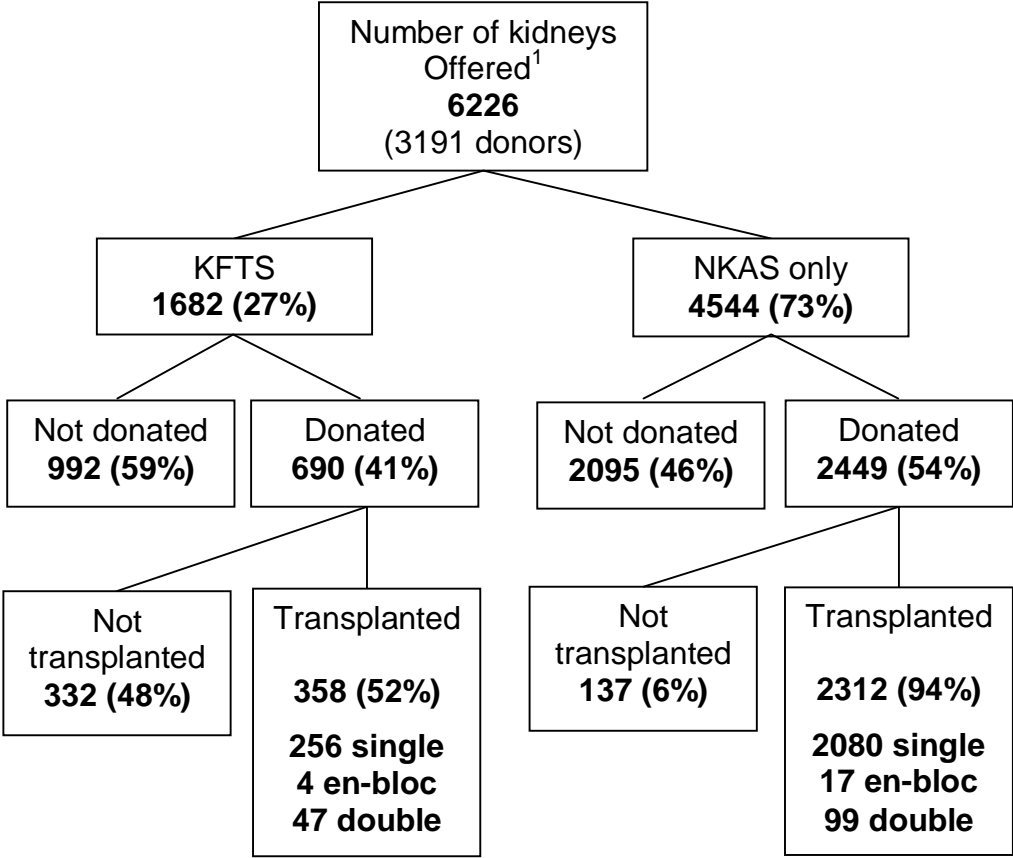 Number of kidneys
Offered¹
6226
(3191 donors)
KFTS
1682 (27%)
NKAS only
4544 (73%)
Not donated
992 (59%)
Donated
690 (41%)
Not donated
2095 (46%)
Donated
2449 (54%)
Not
transplanted
332 (48%)
Transplanted
358 (52%)
256 single
4 en-bloc
47 double
Not
transplanted
137 (6%)
Transplanted
2312 (94%)
2080 single
17 en-bloc
99 double